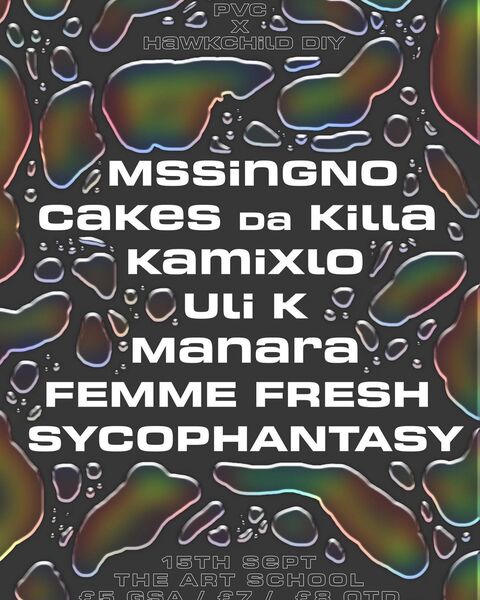 PVC
X
HaWKCHiLD DIY
MSSiNGNO
CaKes Da KiLLa
KaMiXLO
ULi K
Manara
FEMME FRESH
SYCOPHANTASY
15TH SePT
THE ART SCHOOL
£5 GSA / £7 / £8 OTD